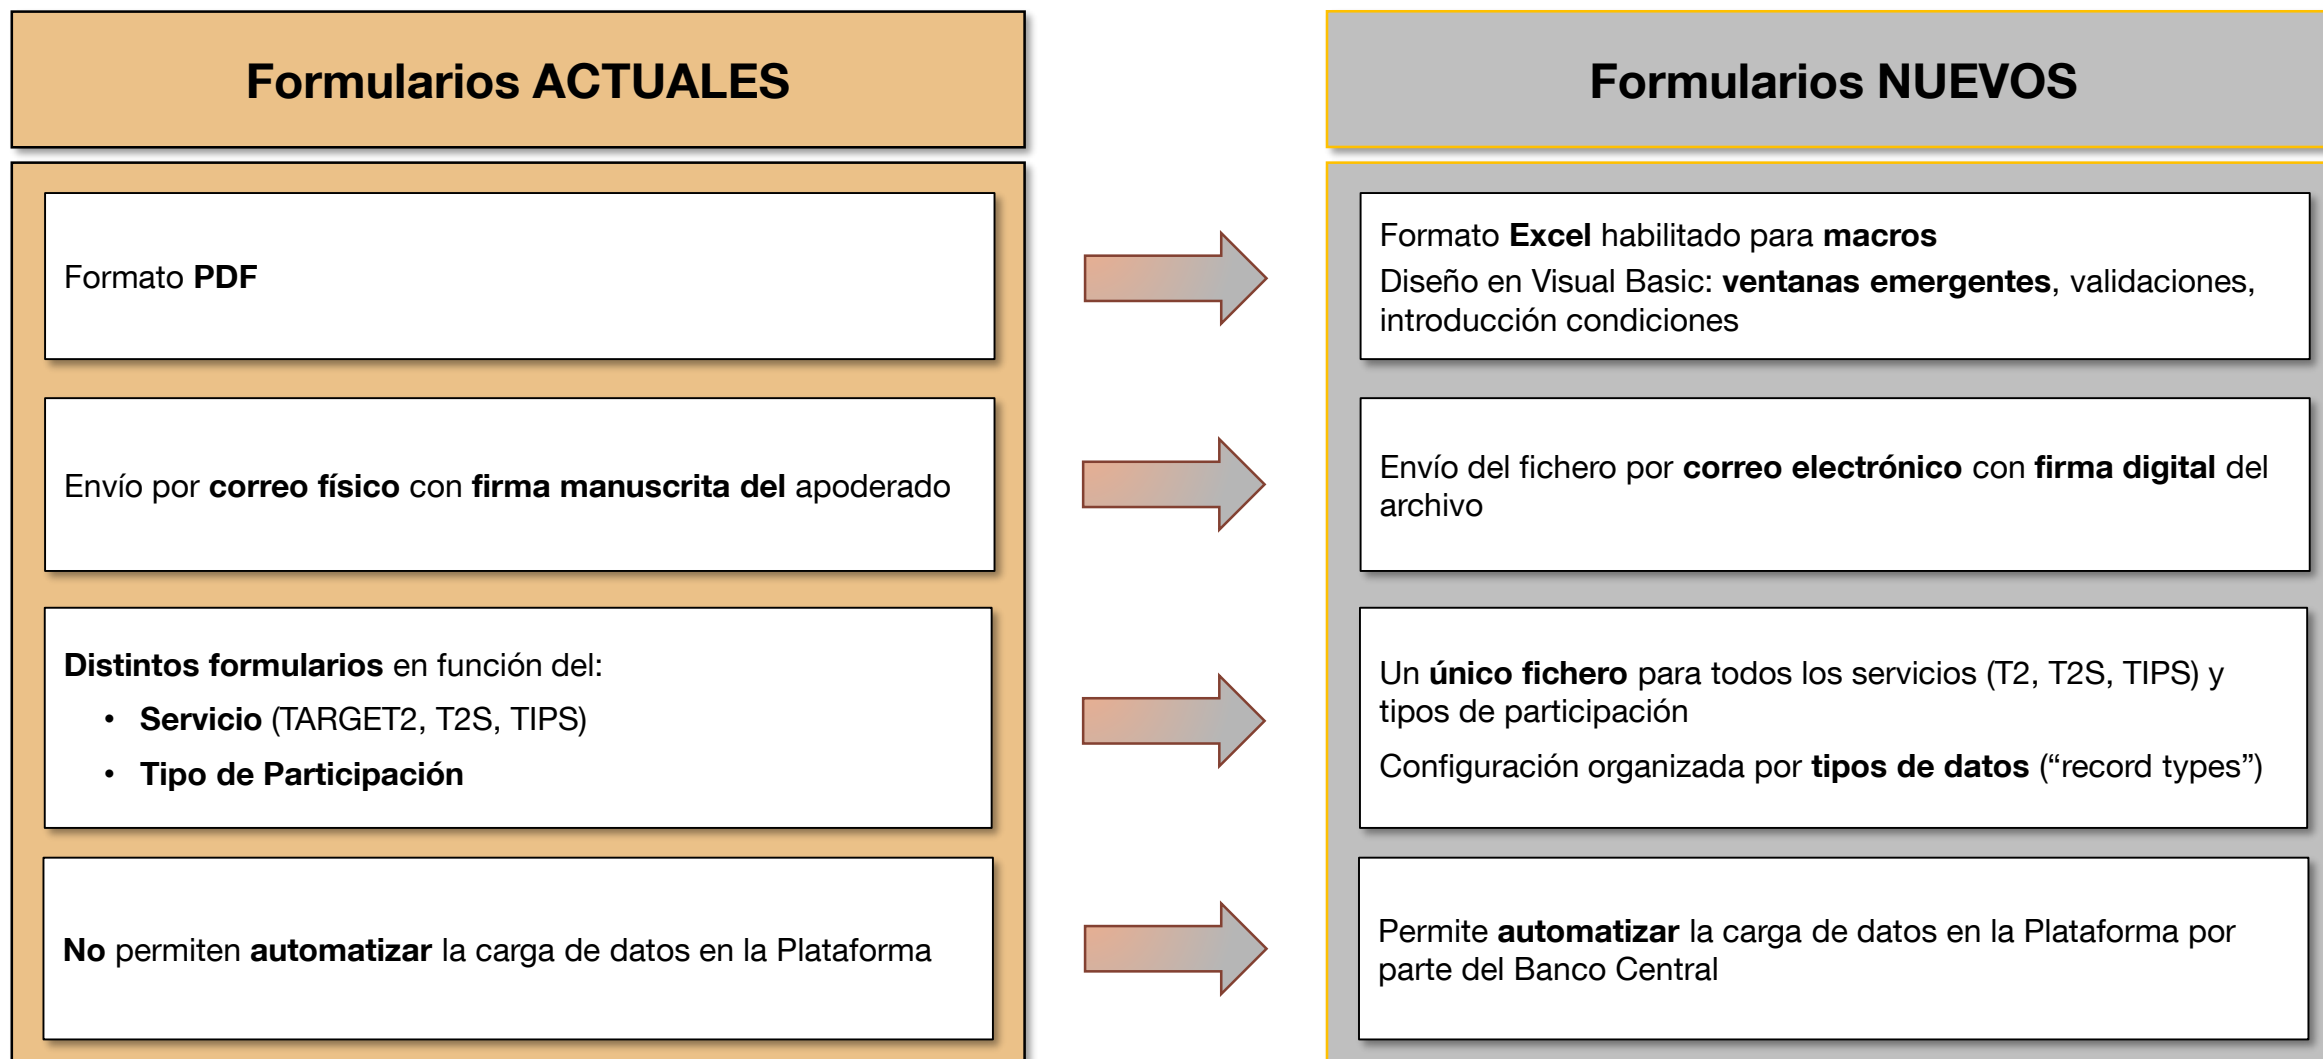 Formularios ACTUALES
Formularios NUEVOS
Formato PDF
Formato Excel habilitado para macros
Diseño en Visual Basic: ventanas emergentes, validaciones,
introducción condiciones
Envío por correo físico con firma manuscrita del apoderado
Envío del fichero por correo electrónico con firma digital del
archivo
Distintos formularios en función del:
• Servicio (TARGET2, T2S, TIPS)
• Tipo de Participación
Un único fichero para todos los servicios (T2, T2S, TIPS) y
tipos de participación
Configuración organizada por tipos de datos (“record types”)
No permiten automatizar la carga de datos en la Plataforma
Permite automatizar la carga de datos en la Plataforma por
parte del Banco Central